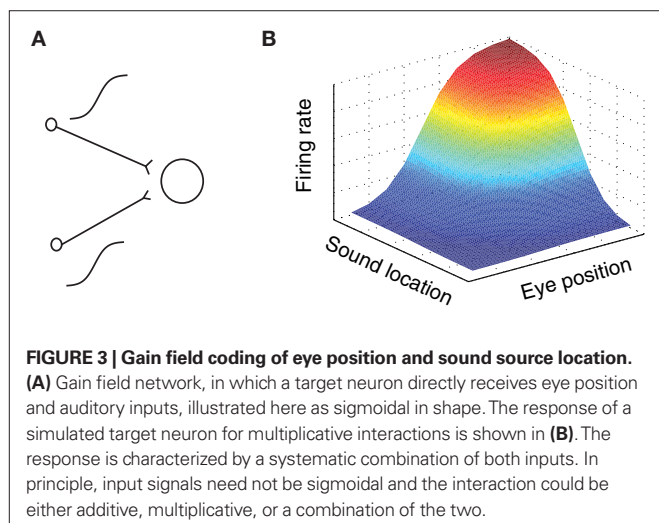 A
B
Firing rate
Sound location
Eye position
FIGURE 3 | Gain field coding of eye position and sound source location.
(A) Gain field network, in which a target neuron directly receives eye position
and auditory inputs, illustrated here as sigmoidal in shape. The response of a
simulated target neuron for multiplicative interactions is shown in (B). The
response is characterized by a systematic combination of both inputs. In
principle, input signals need not be sigmoidal and the interaction could be
either additive, multiplicative, or a combination of the two.